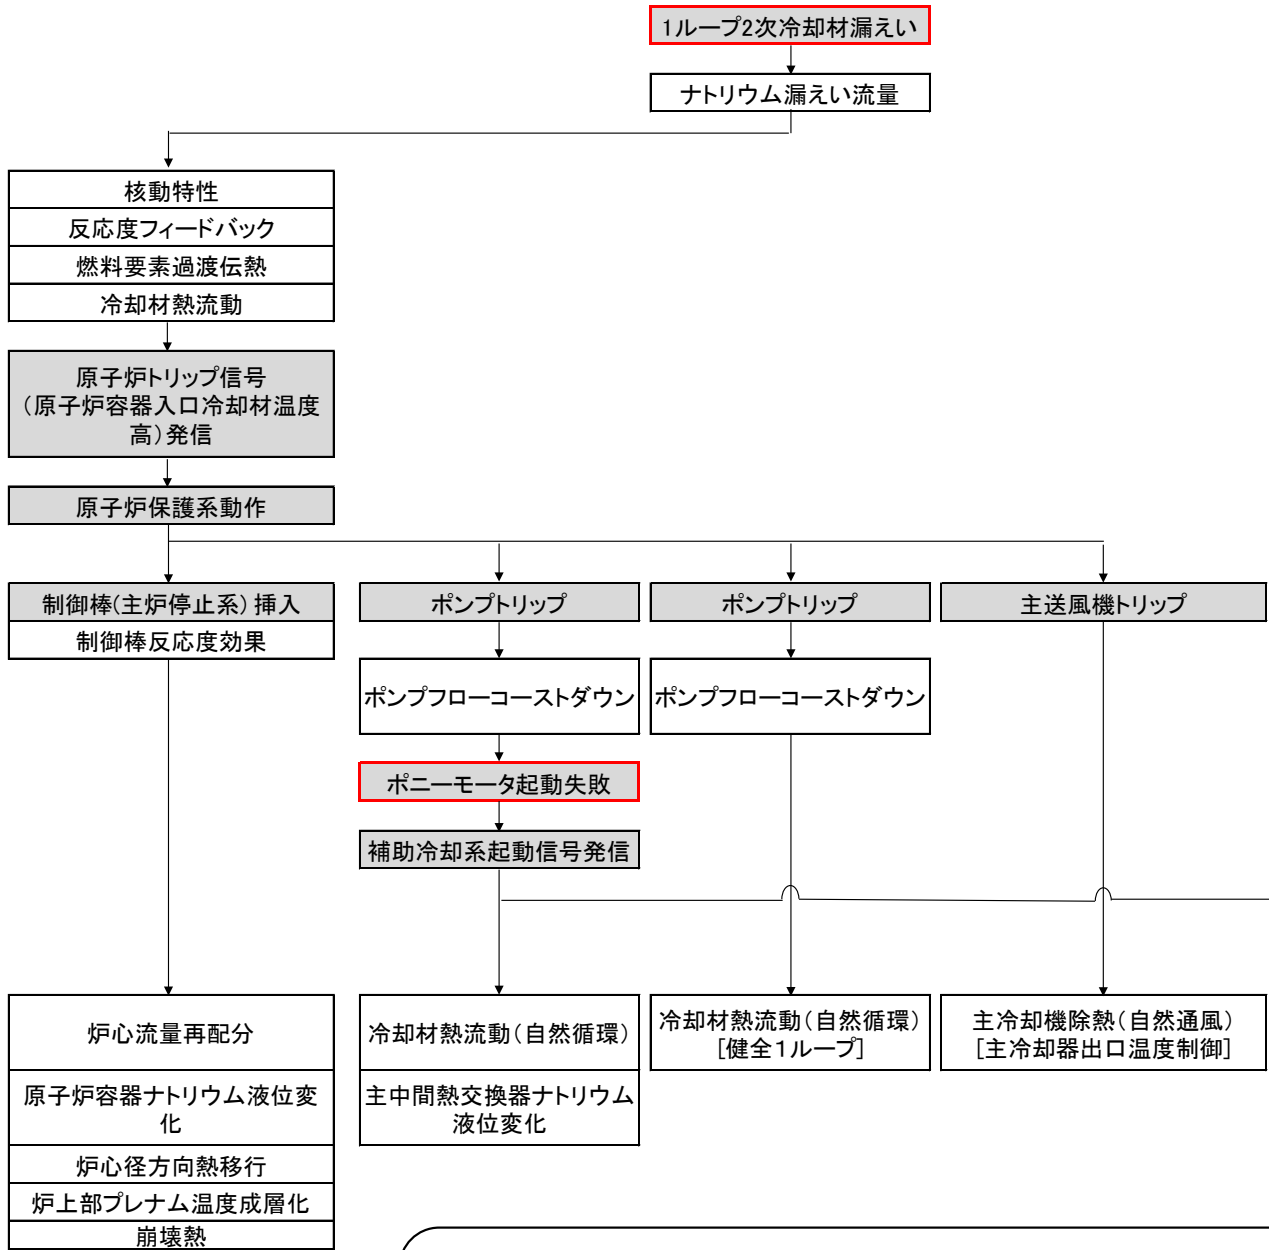 1ループ2次冷却材漏えい
ナトリウム漏えい流量
核動特性
反応度フィードバック
燃料要素過渡伝熱
冷却材熱流動
原子炉トリップ信号
（原子炉容器入口冷却材温度
高）発信
原子炉保護系動作
制御棒(主炉停止系)挿入
制御棒反応度効果
ポンプトリップ
ポンプトリップ
主送風機トリップ
ポンプフローコーストダウン
ポンプフローコーストダウン
ポニーモータ起動失敗
補助冷却系起動信号発信
炉心流量再配分
原子炉容器ナトリウム液位変
化
炉心径方向熱移行
炉上部プレナム温度成層化
崩壊熱
冷却材熱流動（自然循環）
主中間熱交換器ナトリウム
液位変化
冷却材熱流動（自然循環）
[健全１ループ]
主冷却機除熱（自然通風）
[主冷却器出口温度制御]